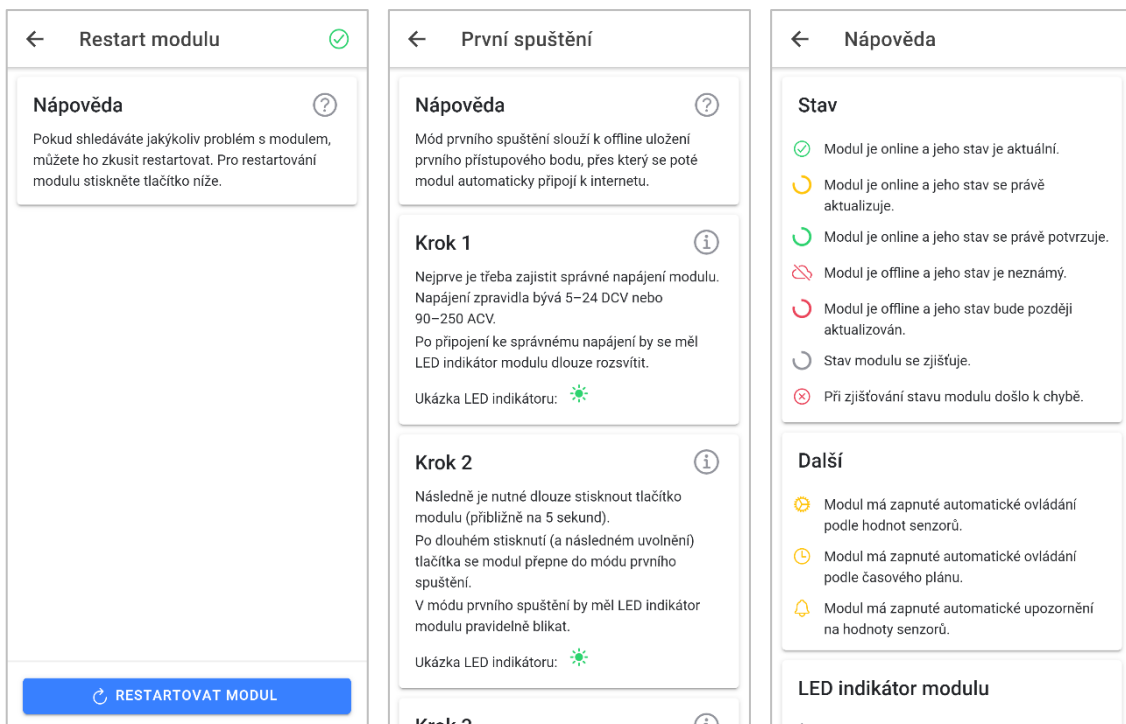 Restart modulu
Nápověda
Pokud shledáváte jakýkoliv problém s modulem,
můžete ho zkusit restartovat. Pro restartování
modulu stiskněte tlačítko níže.
RESTARTOVAT MODUL
První spuštění
Nápověda
Mód prvního spuštění slouží k offline uložení
prvního přístupového bodu, přes který se poté
modul automaticky připojí k internetu.
Krok 1
Nejprve je třeba zajistit správné napájení modulu.
Napájení zpravidla bývá 5–24 DCV nebo
90–250 ACV.
Po připojení ke správnému napájení by se měl
LED indikátor modulu dlouze rozsvítit.
Ukázka LED indikátoru:
Krok 2
Následně je nutné dlouze stisknout tlačítko
modulu (přibližně na 5 sekund).
Po dlouhém stisknutí (a následném uvolnění)
tlačítka se modul přepne do módu prvního
spuštění.
V módu prvního spuštění by měl LED indikátor
modulu pravidelně blikat.
Ukázka LED indikátoru:
Nápověda
Stav
Modul je online a jeho stav je aktuální.
Modul je online a jeho stav se právě
aktualizuje.
Modul je online a jeho stav se právě potvrzuje.
Modul je offline a jeho stav je neznámý.
Modul je offline a jeho stav bude později
aktualizován.
Stav modulu se zjišťuje.
Při zjišťování stavu modulu došlo k chybě.
Další
Modul má zapnuté automatické ovládání
podle hodnot senzorů.
Modul má zapnuté automatické ovládání
podle časového plánu.
Modul má zapnuté automatické upozornění
na hodnoty senzorů.
LED indikátor modulu